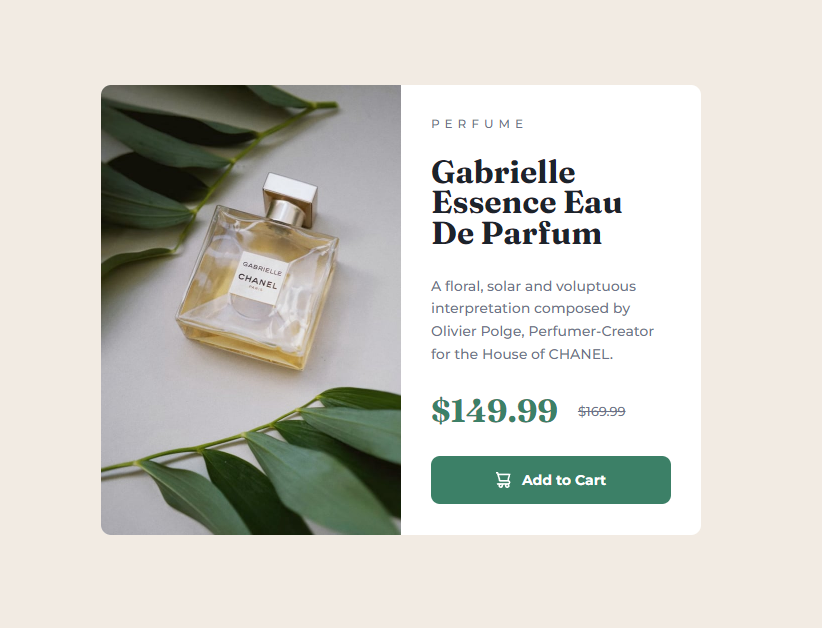 GABRIELLE
CHANEL
PARIS
PERFUME
Gabrielle
Essence Eau
De Parfum
A floral, solar and voluptuous
interpretation composed by
Olivier Polge, Perfumer-Creator
for the House of CHANEL.
$149.99 $169.99
Add to Cart